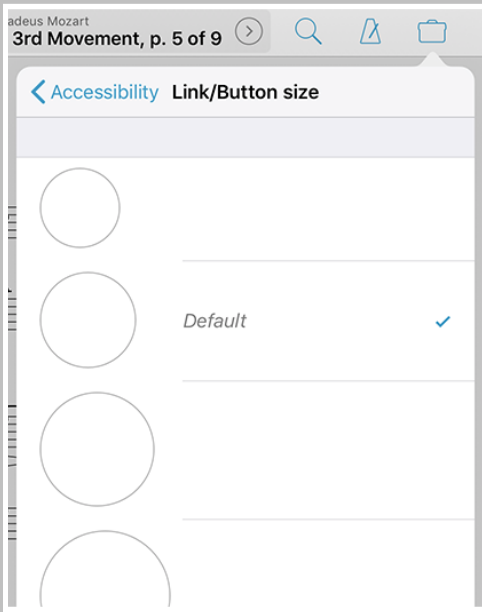 adeus Mozart
3rd Movement, p. 5 of 9
Accessibility Link/Button size
Default